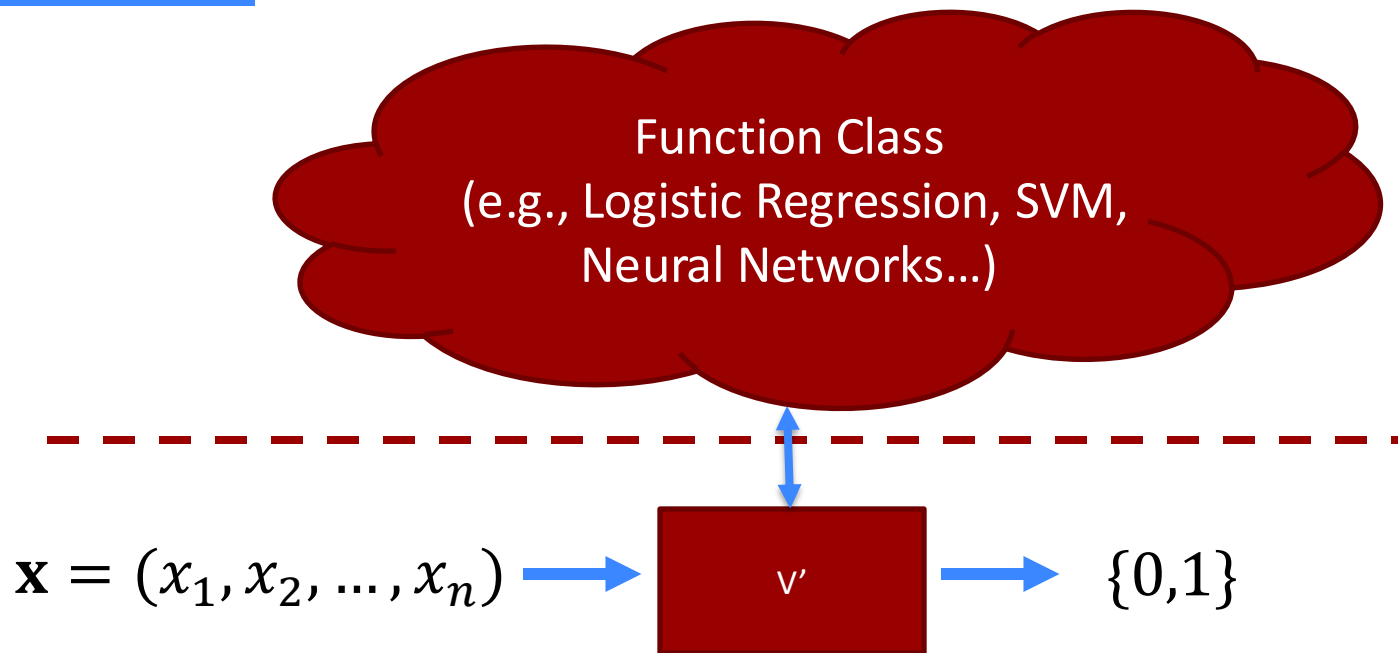 Function Class
(e.g., Logistic Regression, SVM,
Neural Networks…)
𝐱 = (𝑥₁, 𝑥₂, … , 𝑥ₙ)
V’
{0,1}